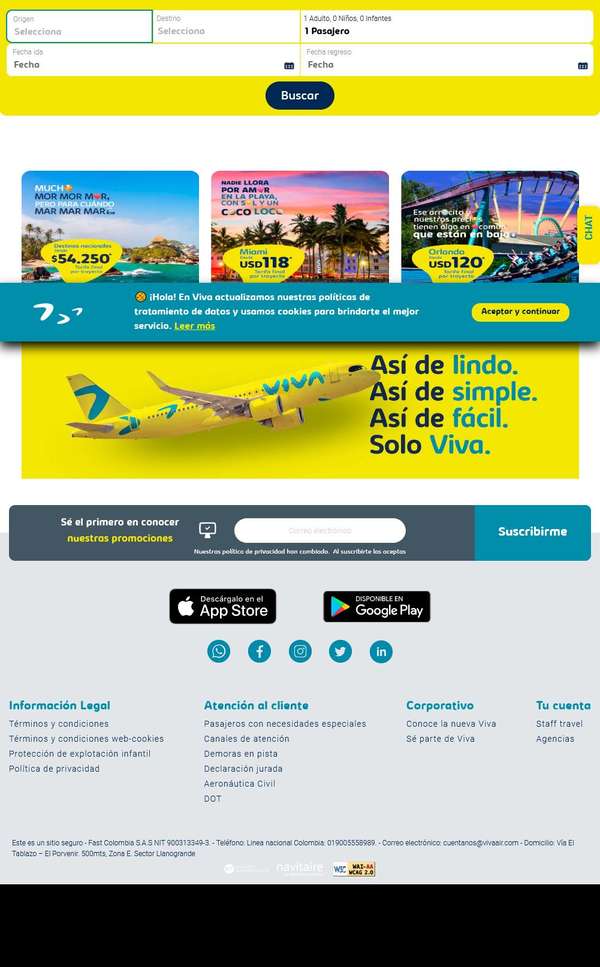 Origen
Selecciona
Destino
Selecciona
1 Adulto, 0 Niños, 0 Infantes
1 Pasajero
Fecha ida
Fecha
Fecha regreso
Fecha
Buscar
MUCH
MOR MOR MOR,
PERO PARA CUÁNDO
MAR MAR MAR
Destinos nacionales
desde
$54.250*
Tarifa final
por trayecto
NADIE LLORA
POR AMOR
EN LA PLAYA,
CON SOL Y UN
COCO LOCO
Miami
Desde
USD118*
Tarifa final
por trayecto
Ese arrocito y
nuestros precios
tienen algo en común,
que están en bajo
Orlando
Desde
USD120*
Tarifa final
por trayecto
CHAT
¡Hola! En Viva actualizamos nuestras políticas de
tratamiento de datos y usamos cookies para brindarte el mejor
servicio. Leer más
Aceptar y continuar
viva
Así de lindo.
Así de simple.
Así de fácil.
Solo Viva.
Sé el primero en conocer
nuestras promociones
Correo electrónico
Nuestras política de privacidad han cambiado. Al suscribirte las aceptas
Suscribirme
Descárgalo en el
App Store
DISPONIBLE EN
Google Play
Información Legal
Términos y condiciones
Términos y condiciones web-cookies
Protección de explotación infantil
Política de privacidad
Atención al cliente
Pasajeros con necesidades especiales
Canales de atención
Demoras en pista
Declaración jurada
Aeronáutica Civil
DOT
Corporativo
Conoce la nueva Viva
Sé parte de Viva
Tu cuenta
Staff travel
Agencias
Este es un sitio seguro - Fast Colombia S.A.S NIT 900313349-3. - Teléfono: Linea nacional Colombia: 019005558989. - Correo electrónico: cuentanos@vivaair.com - Domicilio: Vía El
Tablazo – El Porvenir. 500mts, Zona E. Sector Llanogrande
navitaire
W3C WAI-AA
WCAG 2.0